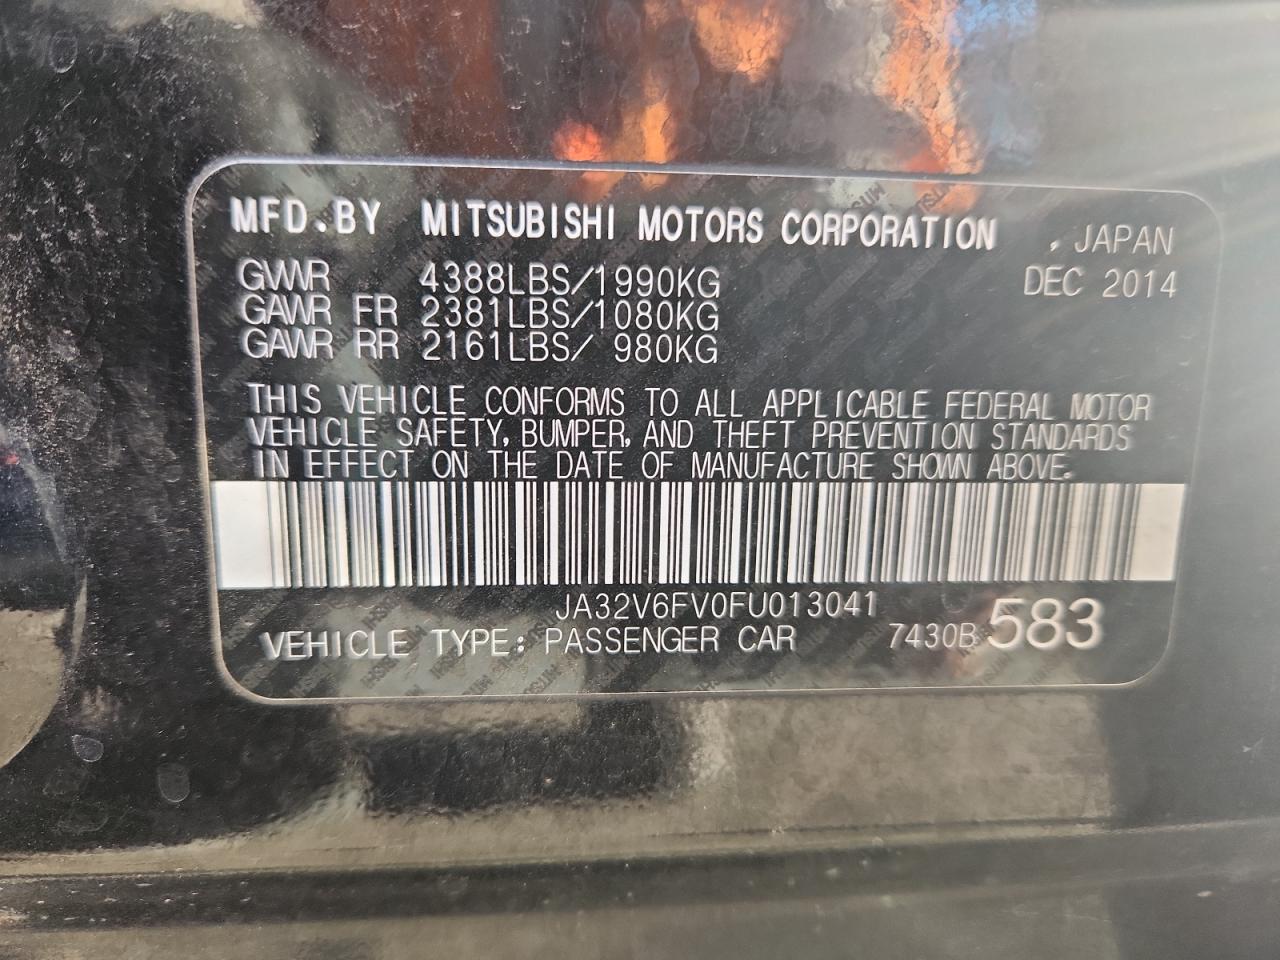 MFD.BY MITSUBISHI MOTORS CORPORATION , JAPAN
GVWR 4388LBS/1990KG DEC 2014
GAWR FR 2381LBS/1080KG
GAWR RR 2161LBS/ 980KG
THIS VEHICLE CONFORMS TO ALL APPLICABLE FEDERAL MOTOR
VEHICLE SAFETY, BUMPER, AND THEFT PREVENTION STANDARDS
IN EFFECT ON THE DATE OF MANUFACTURE SHOWN ABOVE.
JA32V6FV0FU013041
VEHICLE TYPE: PASSENGER CAR 7430B583